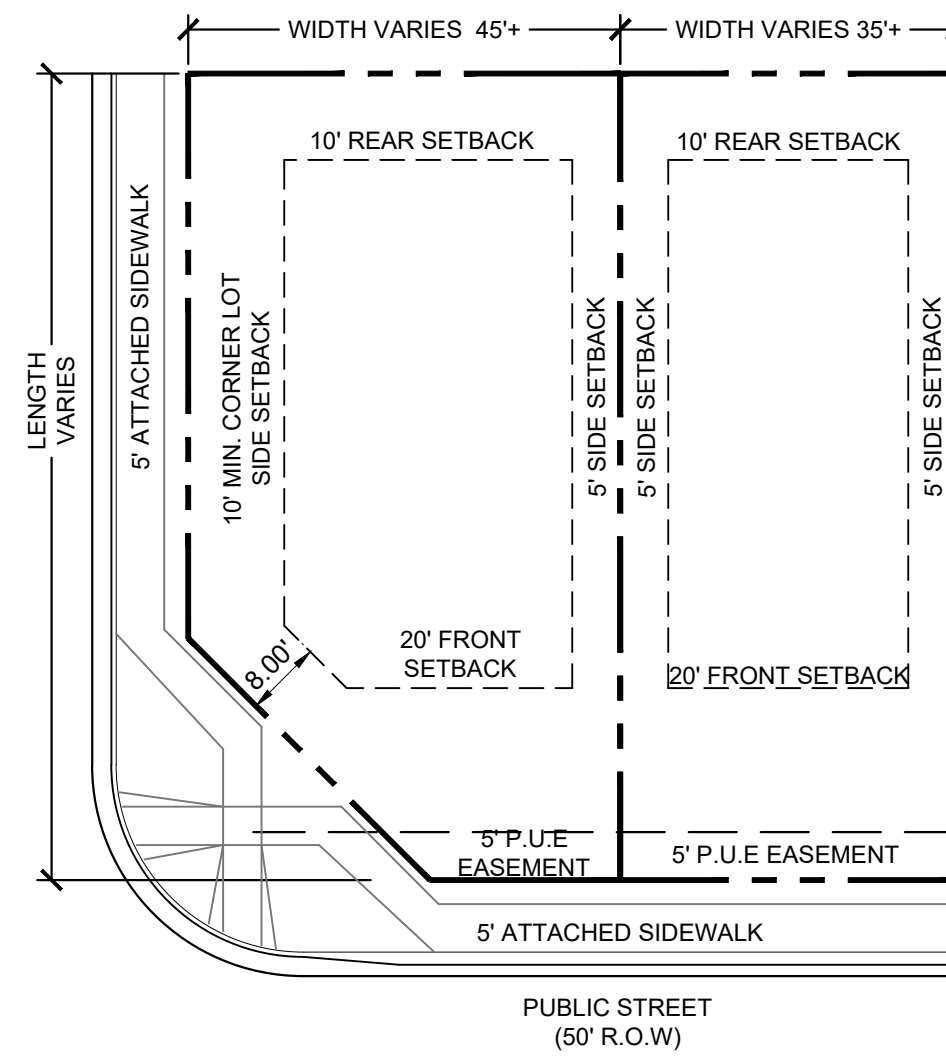 WIDTH VARIES 45'+
WIDTH VARIES 35'+
10' REAR SETBACK
10' REAR SETBACK
LENGTH
VARIES
5' ATTACHED SIDEWALK
10' MIN. CORNER LOT
SIDE SETBACK
5' SIDE SETBACK
5' SIDE SETBACK
5' SIDE SETBACK
8.00'
20' FRONT
SETBACK
20' FRONT SETBACK
5' P.U.E
EASEMENT
5' P.U.E EASEMENT
5' ATTACHED SIDEWALK
PUBLIC STREET
(50' R.O.W)